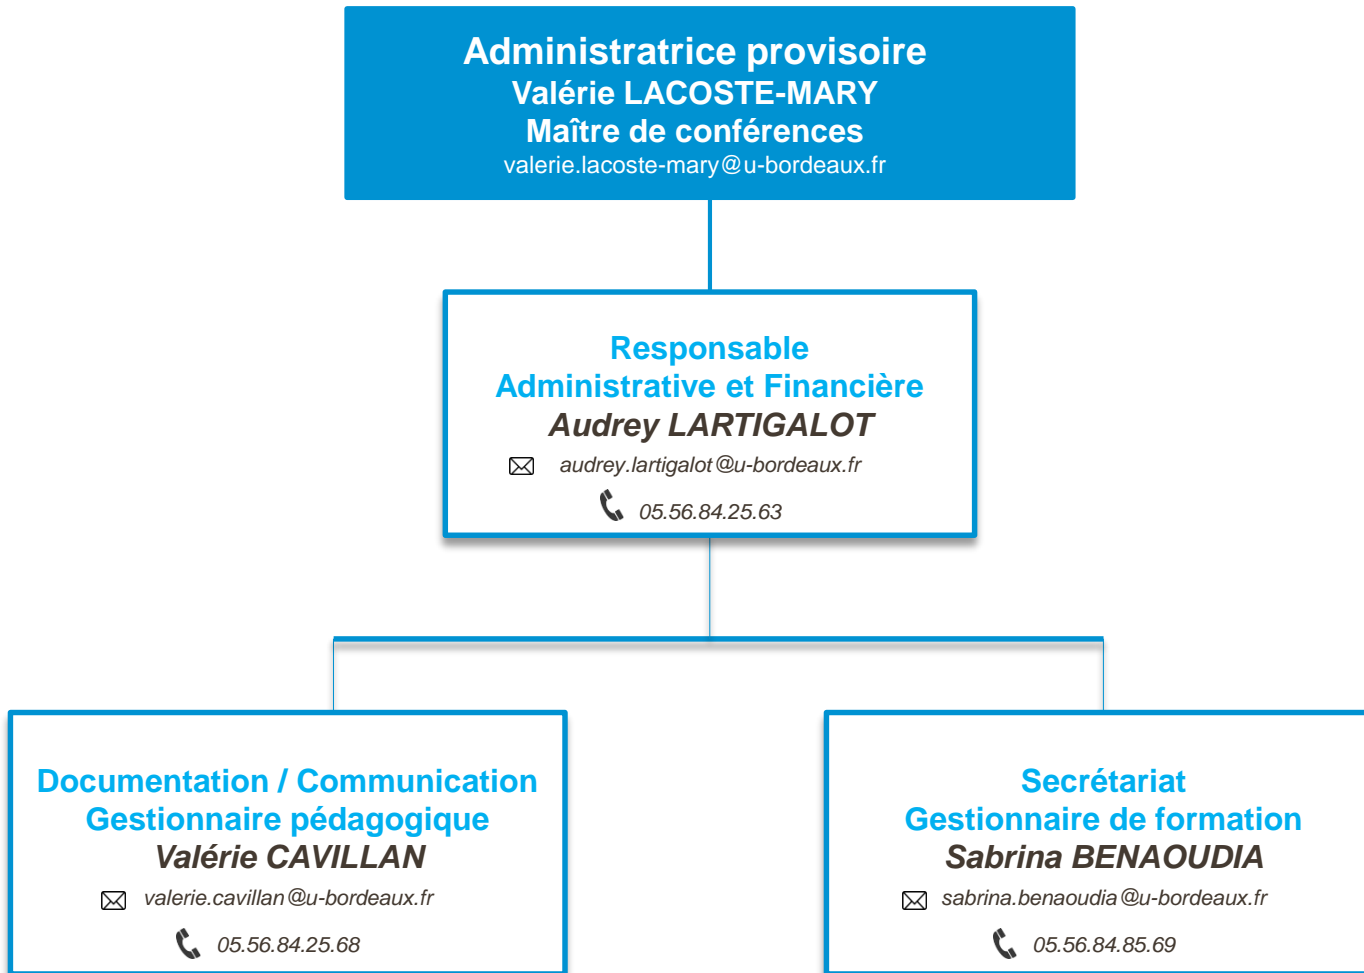 Administratrice provisoire
Valérie LACOSTE-MARY
Maître de conférences
valerie.lacoste-mary@u-bordeaux.fr
Responsable
Administrative et Financière
Audrey LARTIGALOT
audrey.lartigalot@u-bordeaux.fr
05.56.84.25.63
Documentation / Communication
Gestionnaire pédagogique
Valérie CAVILLAN
valerie.cavillan@u-bordeaux.fr
05.56.84.25.68
Secrétariat
Gestionnaire de formation
Sabrina BENAOUDIA
sabrina.benaoudia@u-bordeaux.fr
05.56.84.85.69